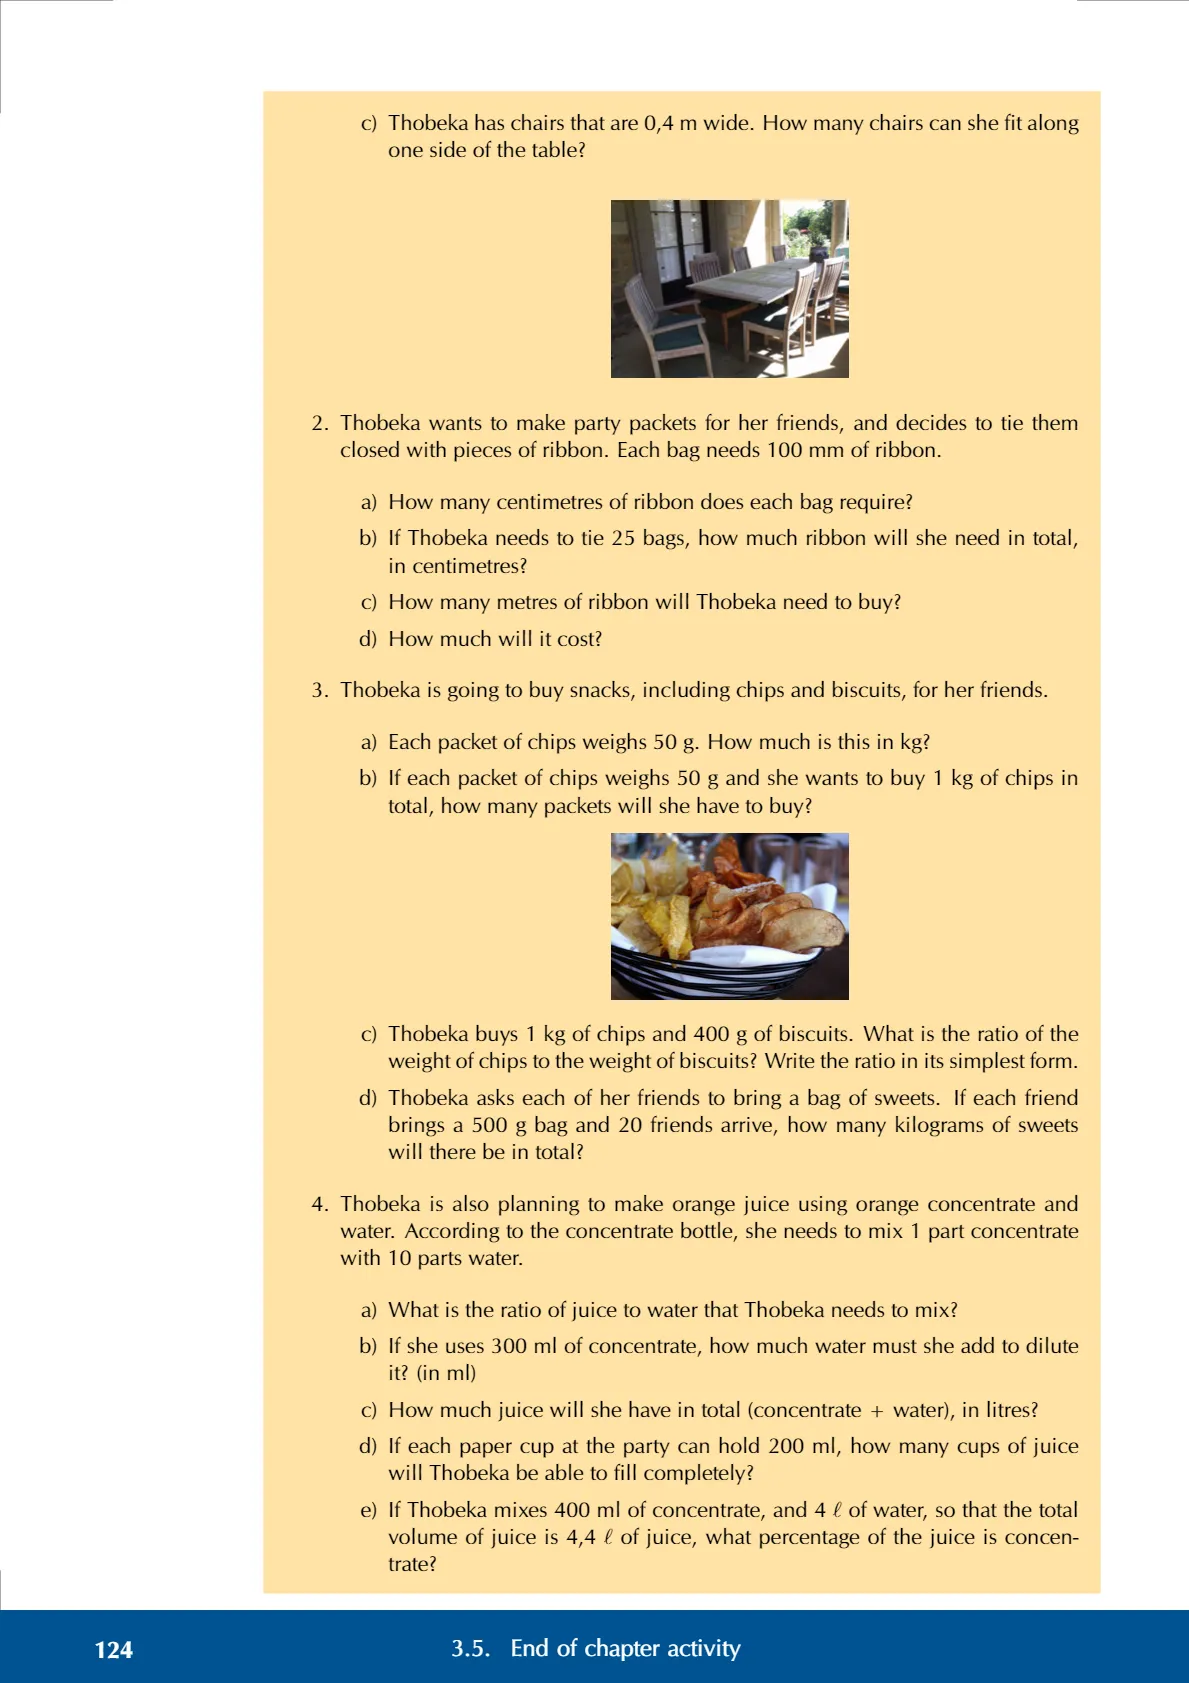 c) Thobeka has chairs that are 0,4 m wide. How many chairs can she fit along
one side of the table?
2. Thobeka wants to make party packets for her friends, and decides to tie them
closed with pieces of ribbon. Each bag needs 100 mm of ribbon.
a) How many centimetres of ribbon does each bag require?
b) If Thobeka needs to tie 25 bags, how much ribbon will she need in total,
in centimetres?
c) How many metres of ribbon will Thobeka need to buy?
d) How much will it cost?
3. Thobeka is going to buy snacks, including chips and biscuits, for her friends.
a) Each packet of chips weighs 50 g. How much is this in kg?
b) If each packet of chips weighs 50 g and she wants to buy 1 kg of chips in
total, how many packets will she have to buy?
c) Thobeka buys 1 kg of chips and 400 g of biscuits. What is the ratio of the
weight of chips to the weight of biscuits? Write the ratio in its simplest form.
d) Thobeka asks each of her friends to bring a bag of sweets. If each friend
brings a 500 g bag and 20 friends arrive, how many kilograms of sweets
will there be in total?
4. Thobeka is also planning to make orange juice using orange concentrate and
water. According to the concentrate bottle, she needs to mix 1 part concentrate
with 10 parts water.
a) What is the ratio of juice to water that Thobeka needs to mix?
b) If she uses 300 ml of concentrate, how much water must she add to dilute
it? (in ml)
c) How much juice will she have in total (concentrate + water), in litres?
d) If each paper cup at the party can hold 200 ml, how many cups of juice
will Thobeka be able to fill completely?
e) If Thobeka mixes 400 ml of concentrate, and 4 ℓ of water, so that the total
volume of juice is 4,4 ℓ of juice, what percentage of the juice is concen-
trate?
124 3.5. End of chapter activity